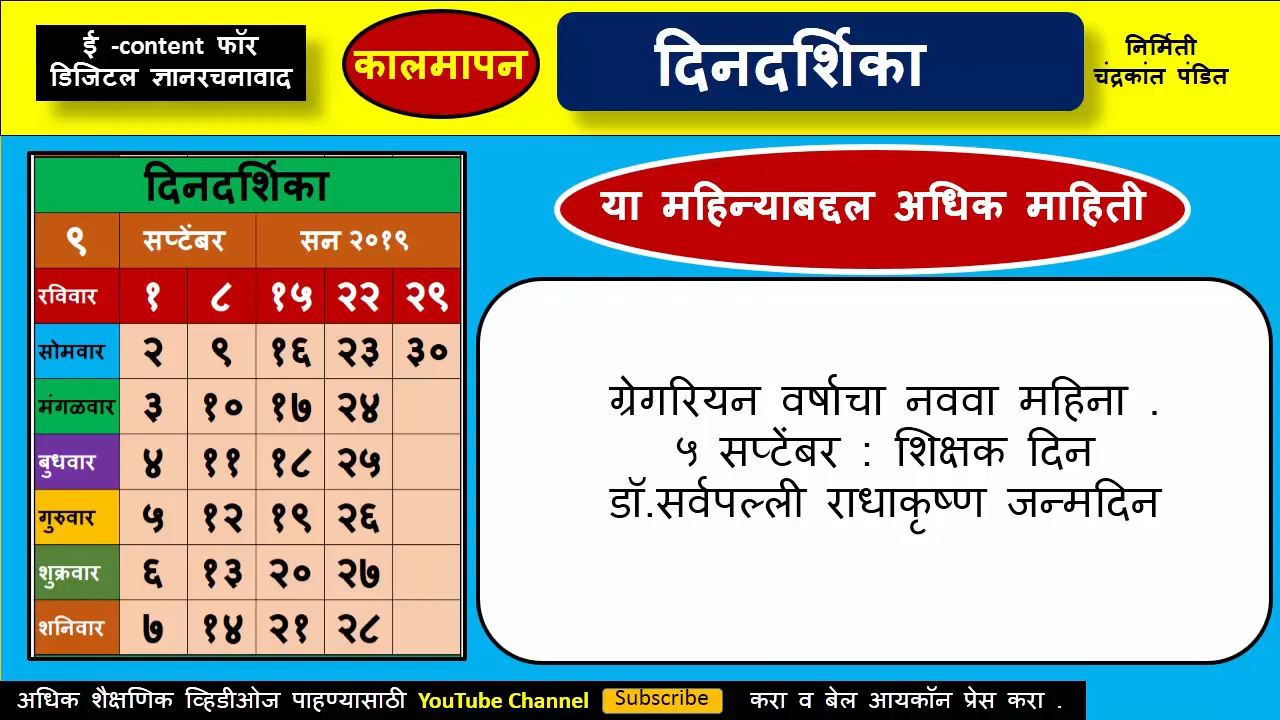 ई -content फॉर
डिजिटल ज्ञानरचनावाद
कालमापन
दिनदर्शिका
निर्मिती
चंद्रकांत पंडित
दिनदर्शिका
९ सप्टेंबर सन २०१९
रविवार १ ८ १५ २२ २९
सोमवार २ ९ १६ २३ ३०
मंगळवार ३ १० १७ २४
बुधवार ४ ११ १८ २५
गुरुवार ५ १२ १९ २६
शुक्रवार ६ १३ २० २७
शनिवार ७ १४ २१ २८
या महिन्याबद्दल अधिक माहिती
ग्रेगरियन वर्षाचा नववा महिना .
५ सप्टेंबर : शिक्षक दिन
डॉ.सर्वपल्ली राधाकृष्ण जन्मदिन
अधिक शैक्षणिक व्हिडीओज पाहण्यासाठी YouTube Channel Subscribe करा व बेल आयकॉन प्रेस करा .